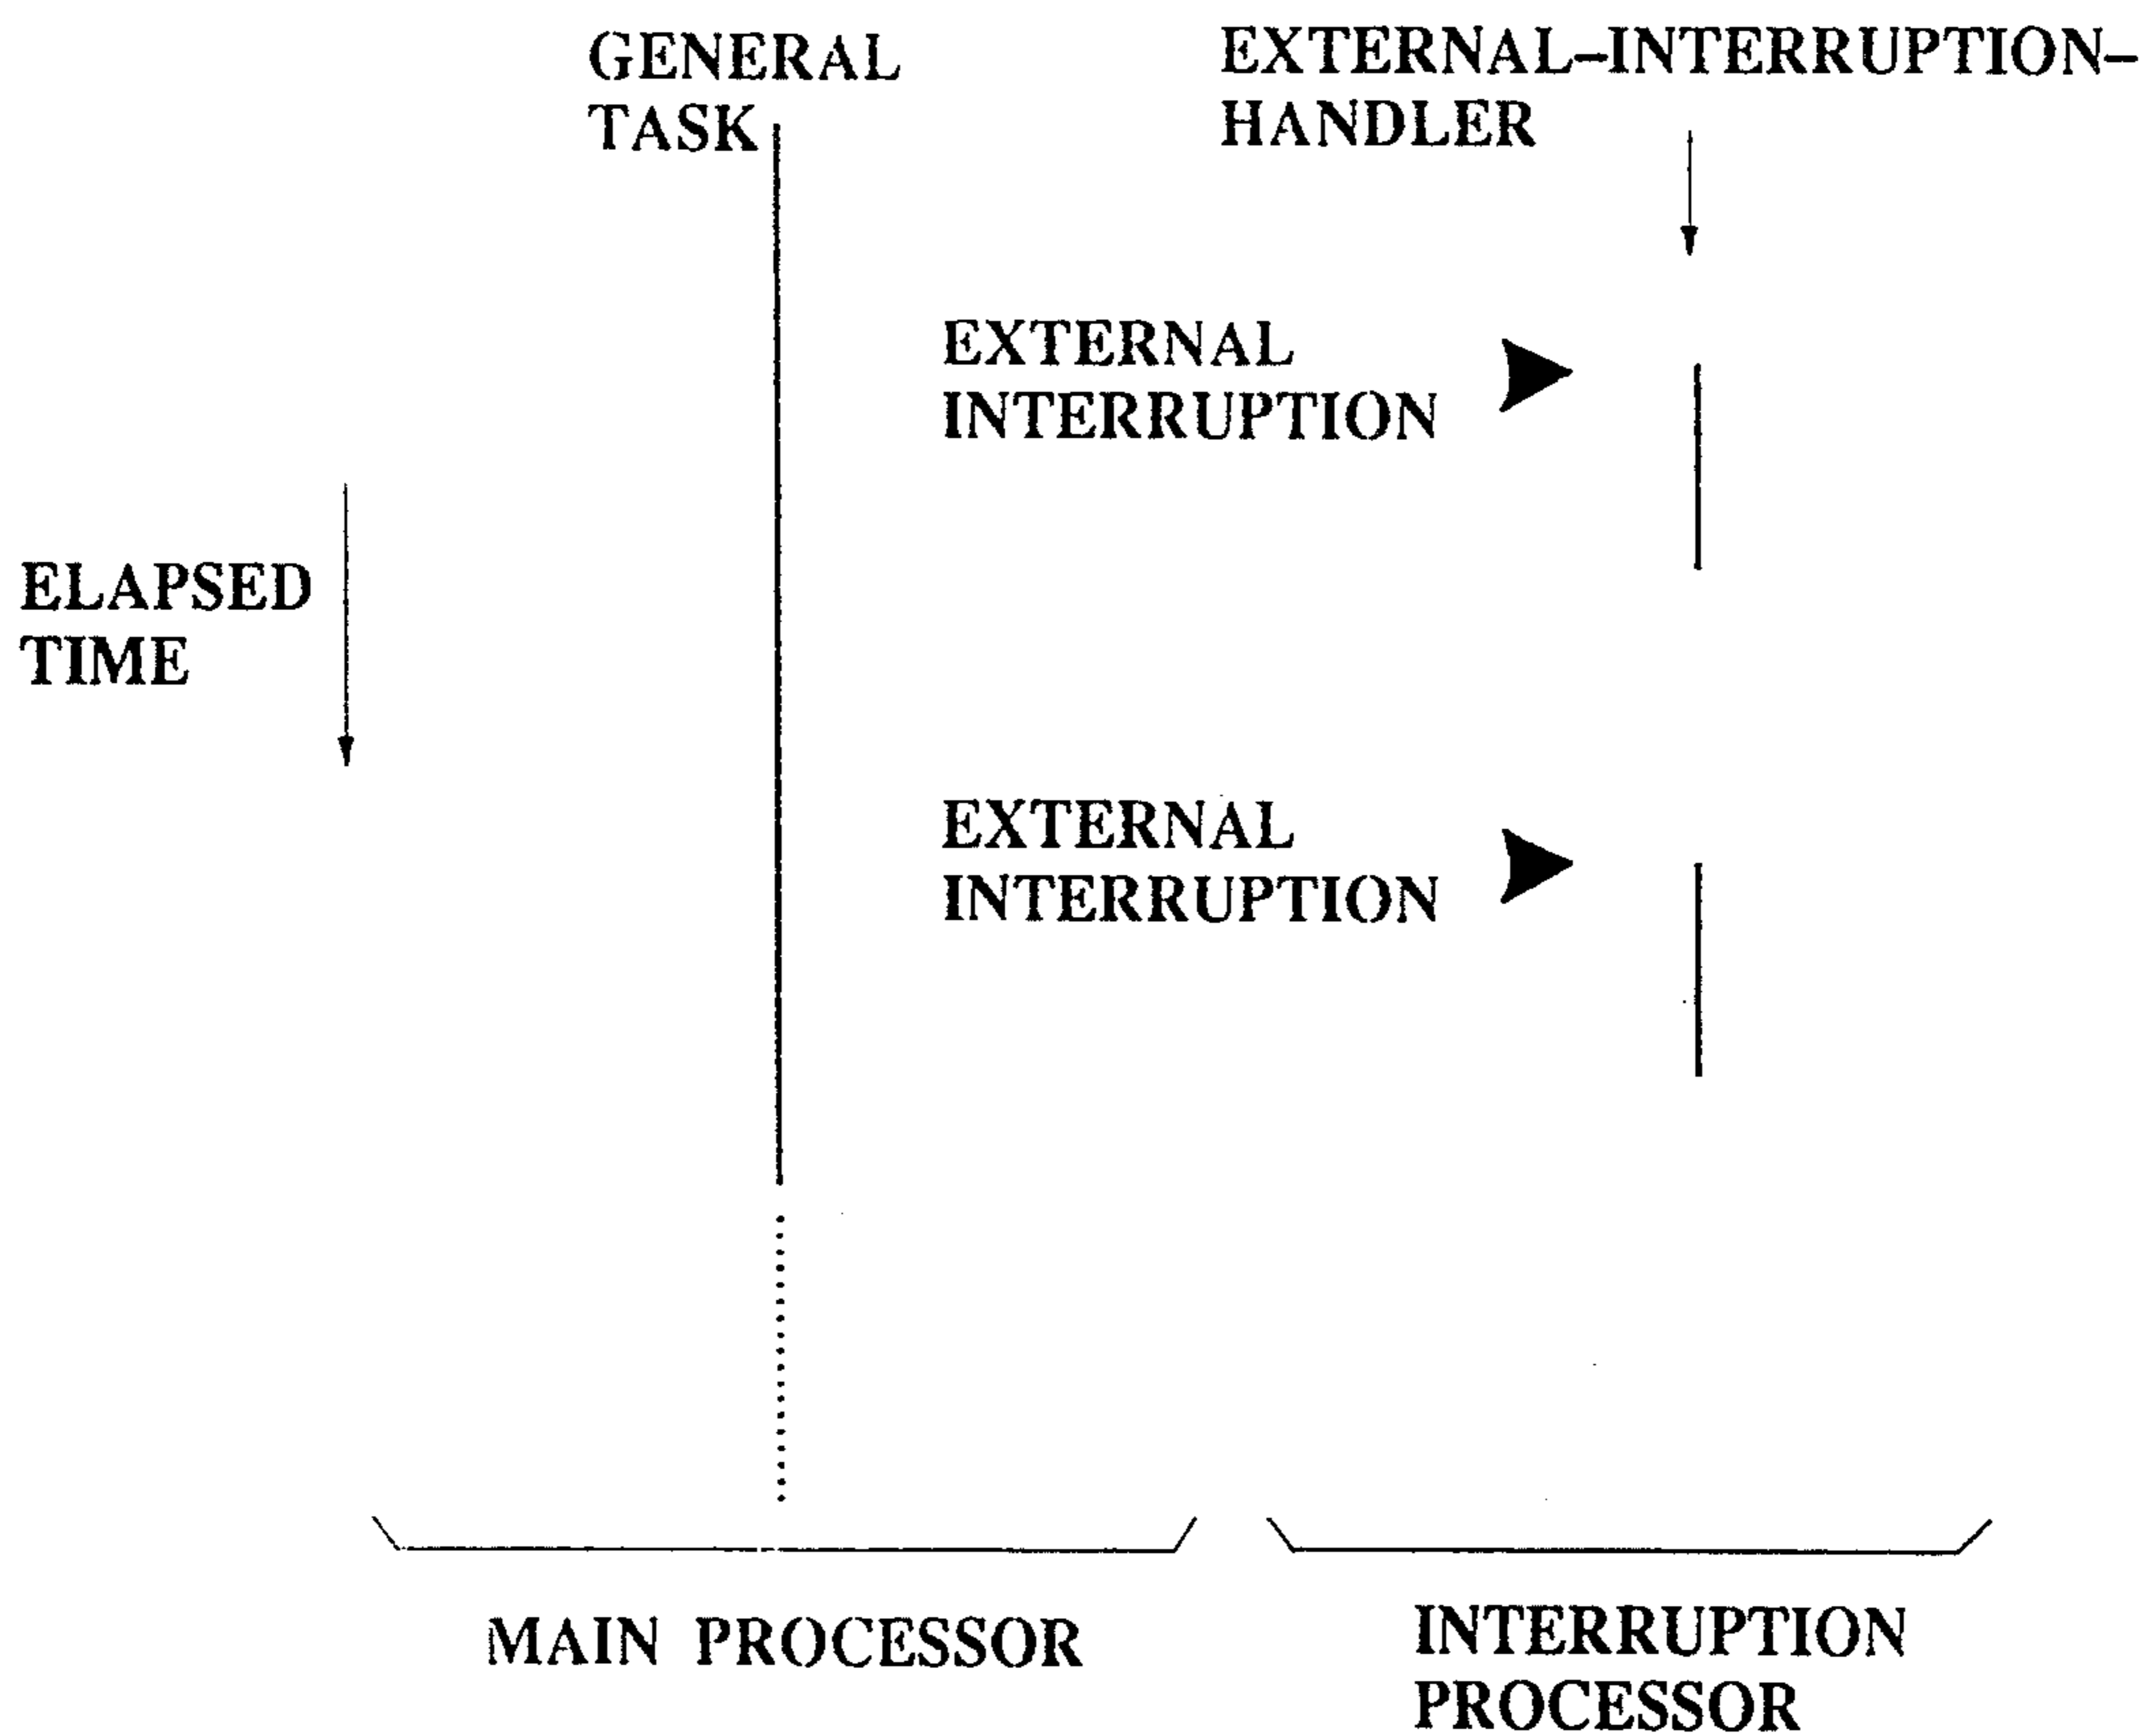 GENERAL
TASK
EXTERNAL-INTERRUPTION-
HANDLER
EXTERNAL
INTERRUPTION
ELAPSED
TIME
EXTERNAL
INTERRUPTION
MAIN PROCESSOR
INTERRUPTION
PROCESSOR